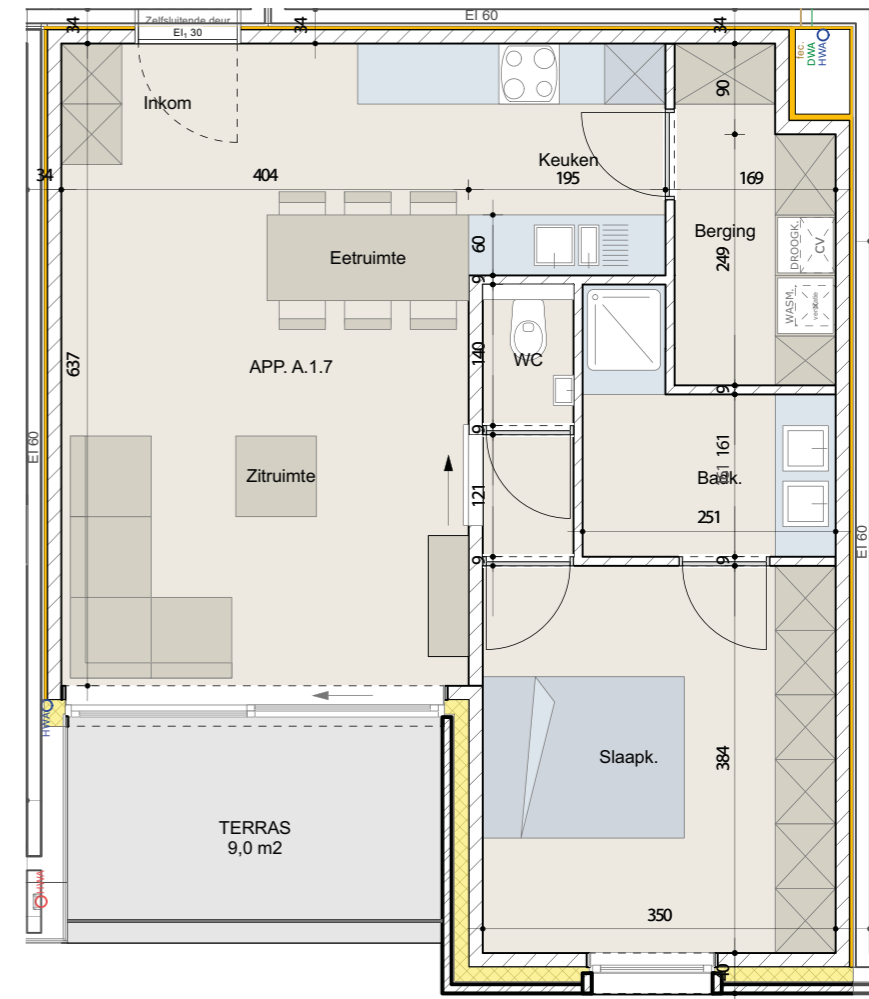 34
Zelfsluitende deur
EI₁ 30
34
EI 60
34
fec.
DWA
HWA
Inkom
90
Keuken
34
404
195
169
Berging
249
DROOGK.
CV
WASM.
Eetruimte
60
9
637
APP. A.1.7
140
WC
9
9
EI 60
Zitruimte
121
161
Badk.
251
9
9
EI 60
HWA
Slaapk.
384
TERRAS
9,0 m2
HWA
350